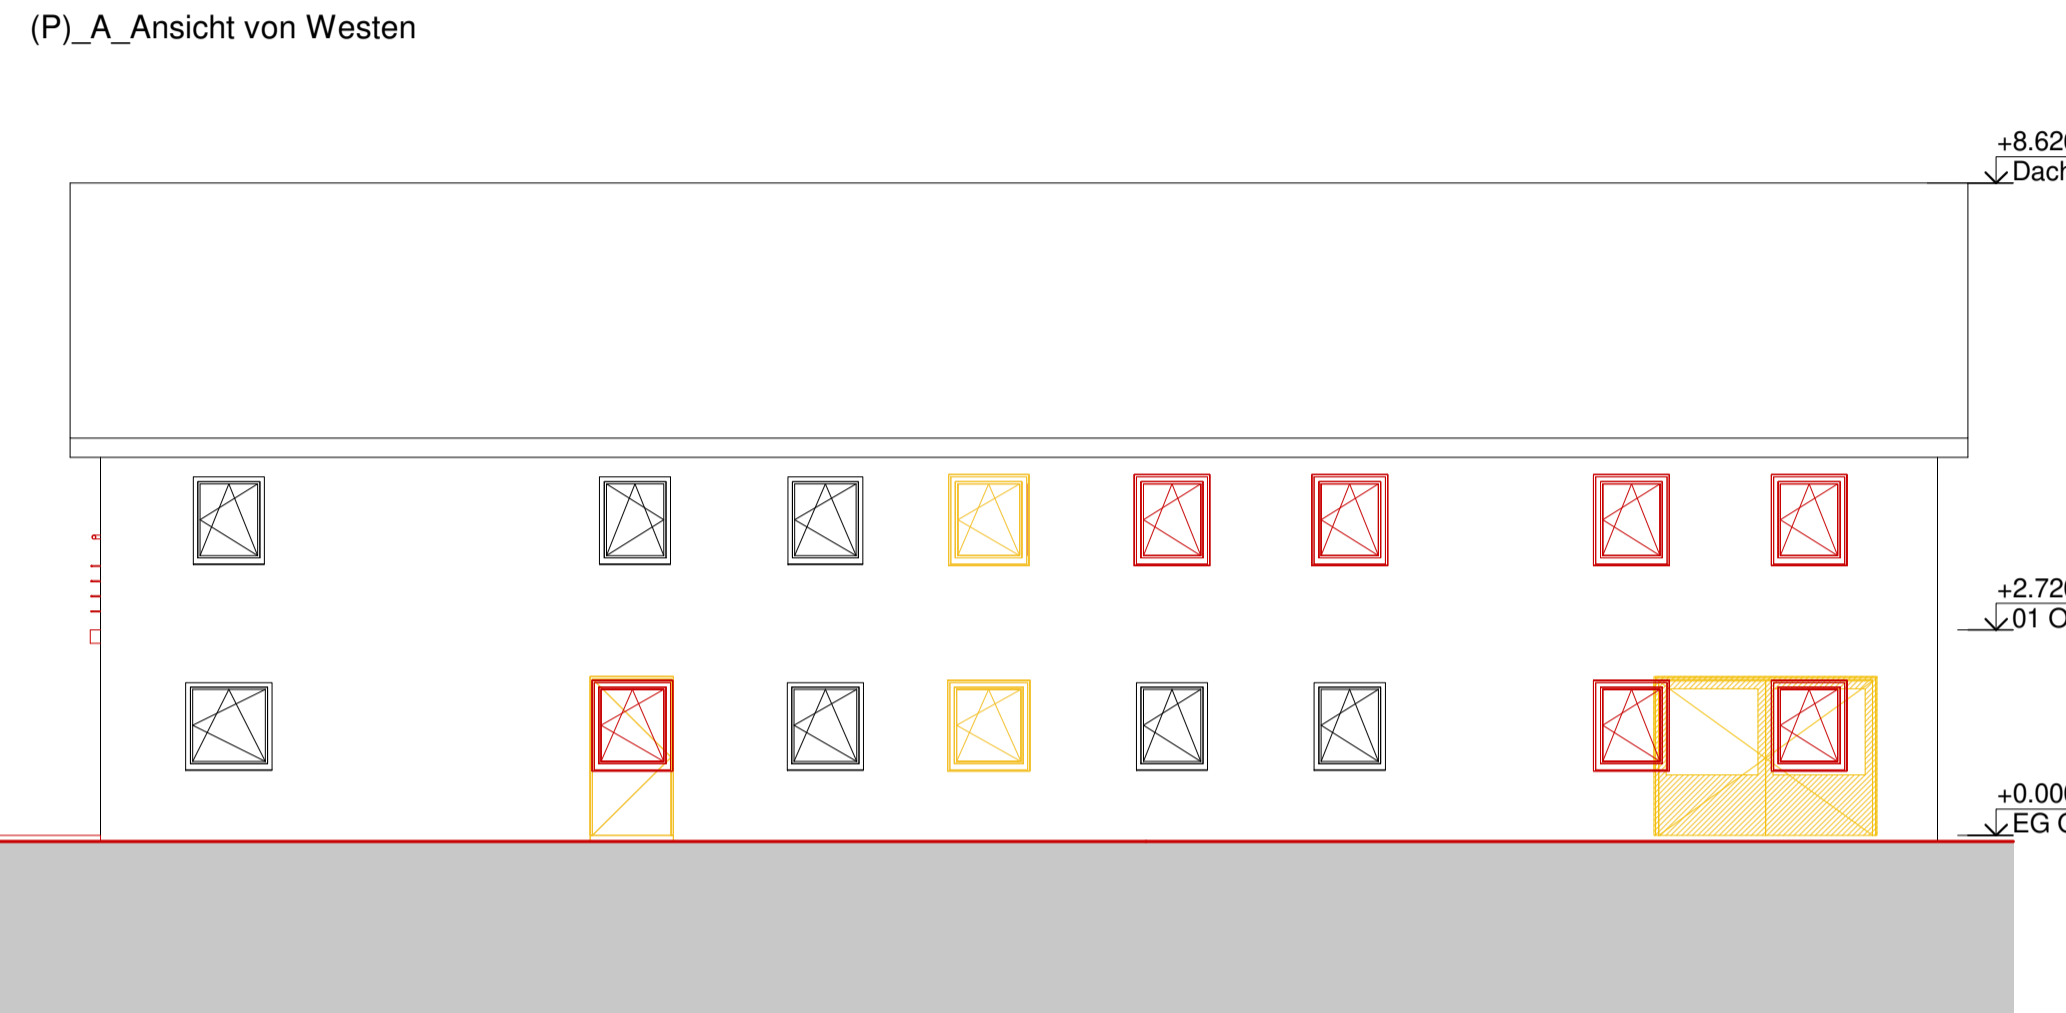 (P)_A_Ansicht von Westen
+8.62
Dach
+2.72
01 O
+0.00
EG